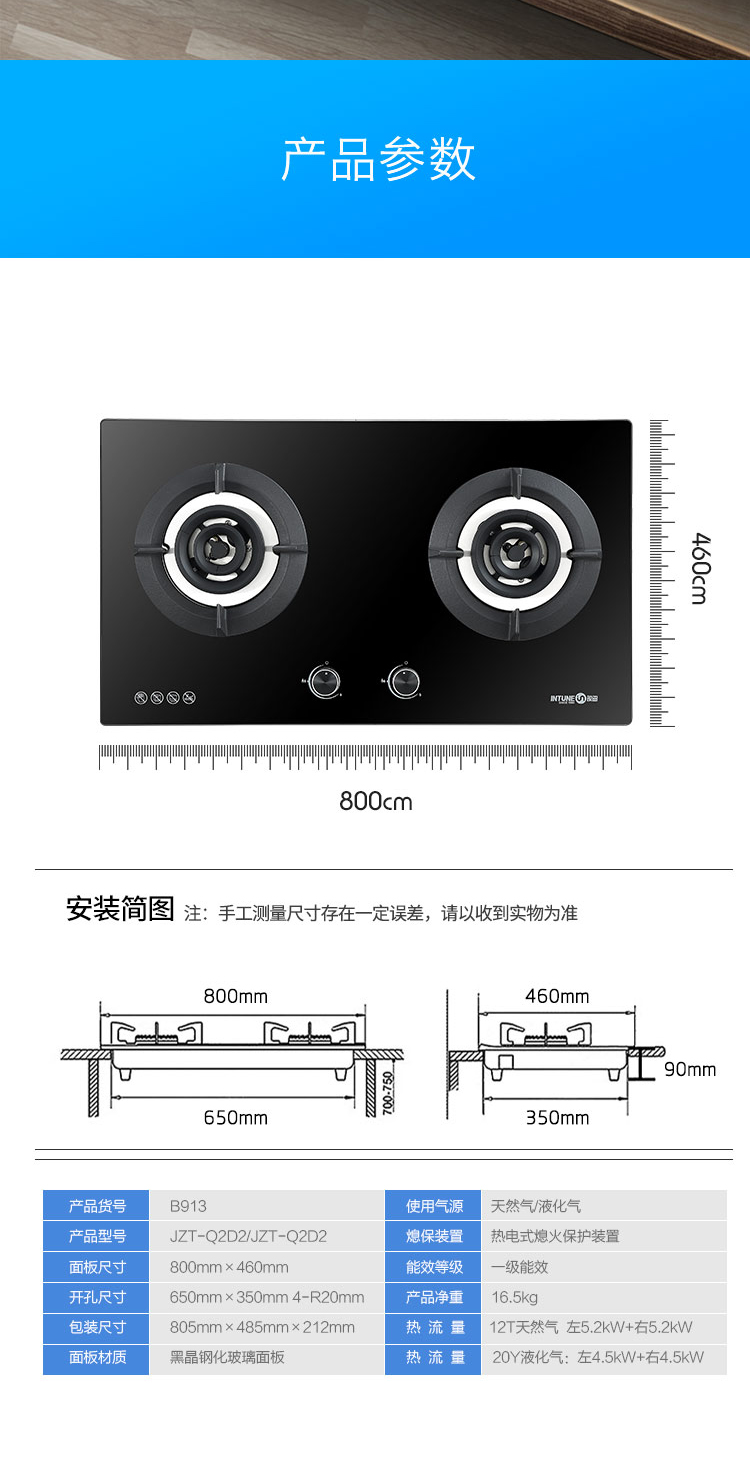 产品参数
460cm
INTUNE
SINCE 1986
800cm
安装简图 注：手工测量尺寸存在一定误差，请以收到实物为准
800mm
460mm
90mm
700-750
650mm
350mm
产品货号 B913 使用气源 天然气/液化气
产品型号 JZT-Q2D2/JZT-Q2D2 熄保装置 热电式熄火保护装置
面板尺寸 800mm×460mm 能效等级 一级能效
开孔尺寸 650mm×350mm 4-R20mm 产品净重 16.5kg
包装尺寸 805mm×485mm×212mm 热 流 量 12T天然气 左5.2kW+右5.2kW
面板材质 黑晶钢化玻璃面板 热 流 量 20Y液化气：左4.5kW+右4.5kW